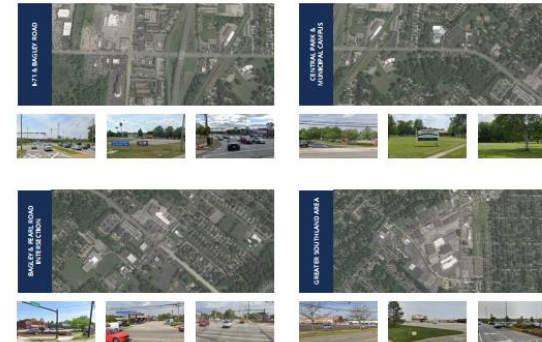 I-71 & BAGLEY ROAD
CENTRAL PARK &
MUNICIPAL CAMPUS
BAGLEY & PEARL ROAD
INTERSECTION
GREATER SOUTHLAND AREA